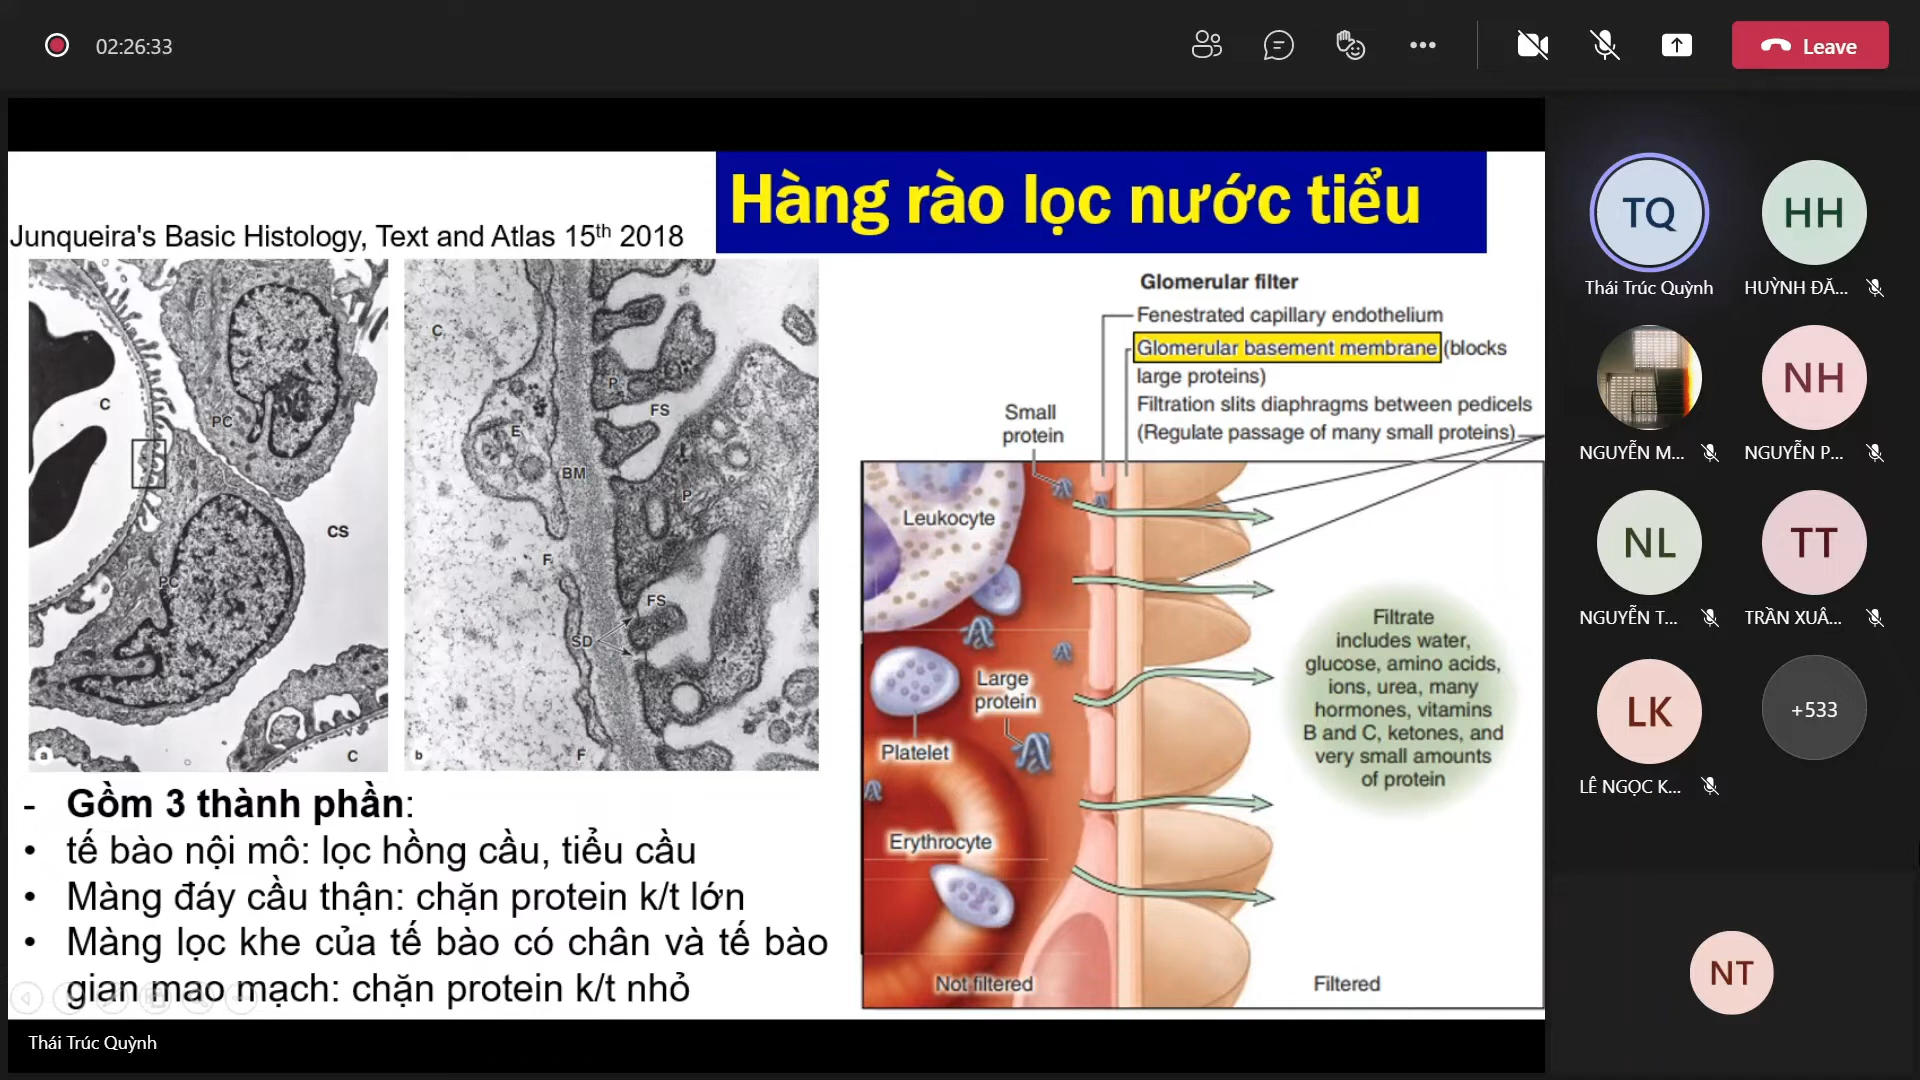 02:26:33
Leave
Hàng rào lọc nước tiểu
Junqueira's Basic Histology, Text and Atlas 15th 2018
C
PC
CS
PC
C
a
C
P
FS
E
BM
P
F
FS
SD
F
b
Glomerular filter
Fenestrated capillary endothelium
Glomerular basement membrane (blocks
large proteins)
Filtration slits diaphragms between pedicels
(Regulate passage of many small proteins)
Small
protein
Leukocyte
Large
protein
Platelet
Erythrocyte
Not filtered
Filtrate
includes water,
glucose, amino acids,
ions, urea, many
hormones, vitamins
B and C, ketones, and
very small amounts
of protein
Filtered
- Gồm 3 thành phần:
• tế bào nội mô: lọc hồng cầu, tiểu cầu
• Màng đáy cầu thận: chặn protein k/t lớn
• Màng lọc khe của tế bào có chân và tế bào
gian mao mạch: chặn protein k/t nhỏ
Thái Trúc Quỳnh
TQ
HH
Thái Trúc Quỳnh
HUỲNH ĐĂ...
NH
NGUYỄN M...
NGUYỄN P...
NL
TT
NGUYỄN T...
TRẦN XUÂ...
LK
+533
LÊ NGỌC K...
NT